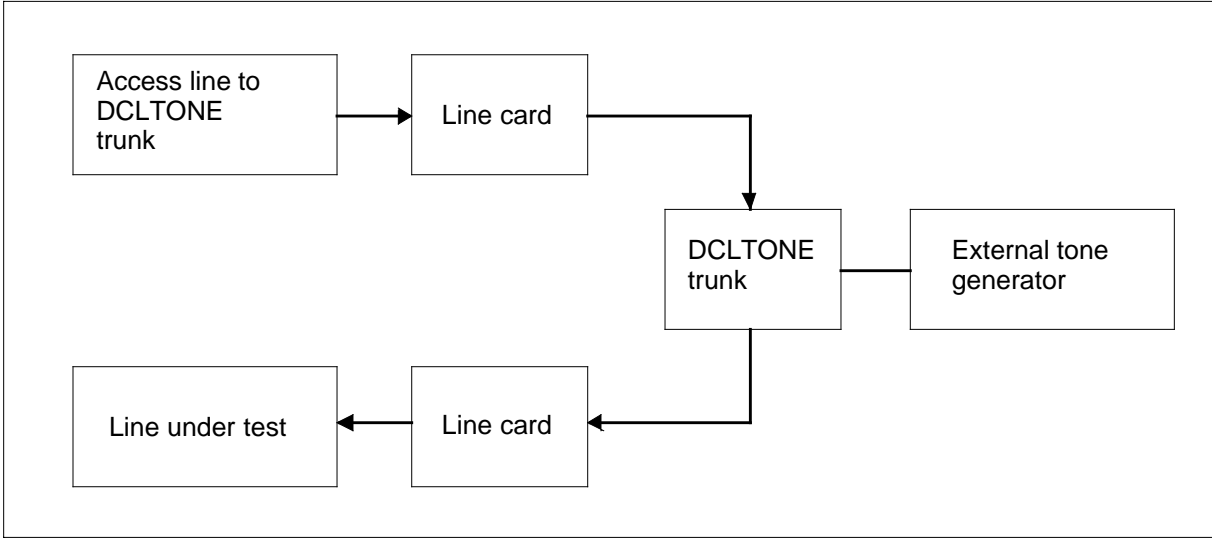 Access line to
DCLTONE
trunk
Line card
DCLTONE
trunk
External tone
generator
Line under test
Line card